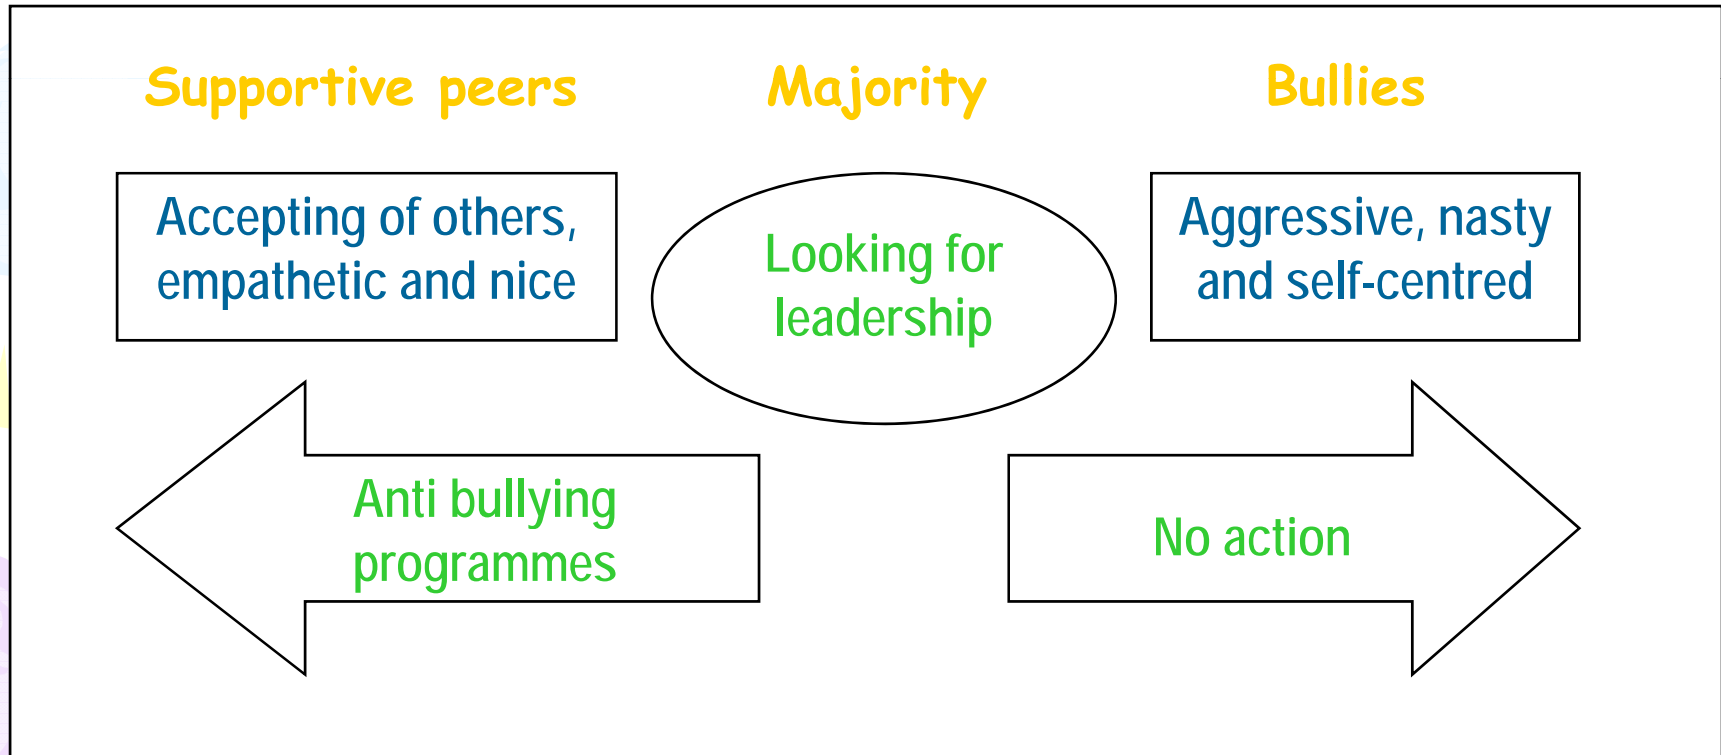 Supportive peers
Majority
Bullies
Accepting of others,
empathetic and nice
Looking for
leadership
Aggressive, nasty
and self-centred
Anti bullying
programmes
No action